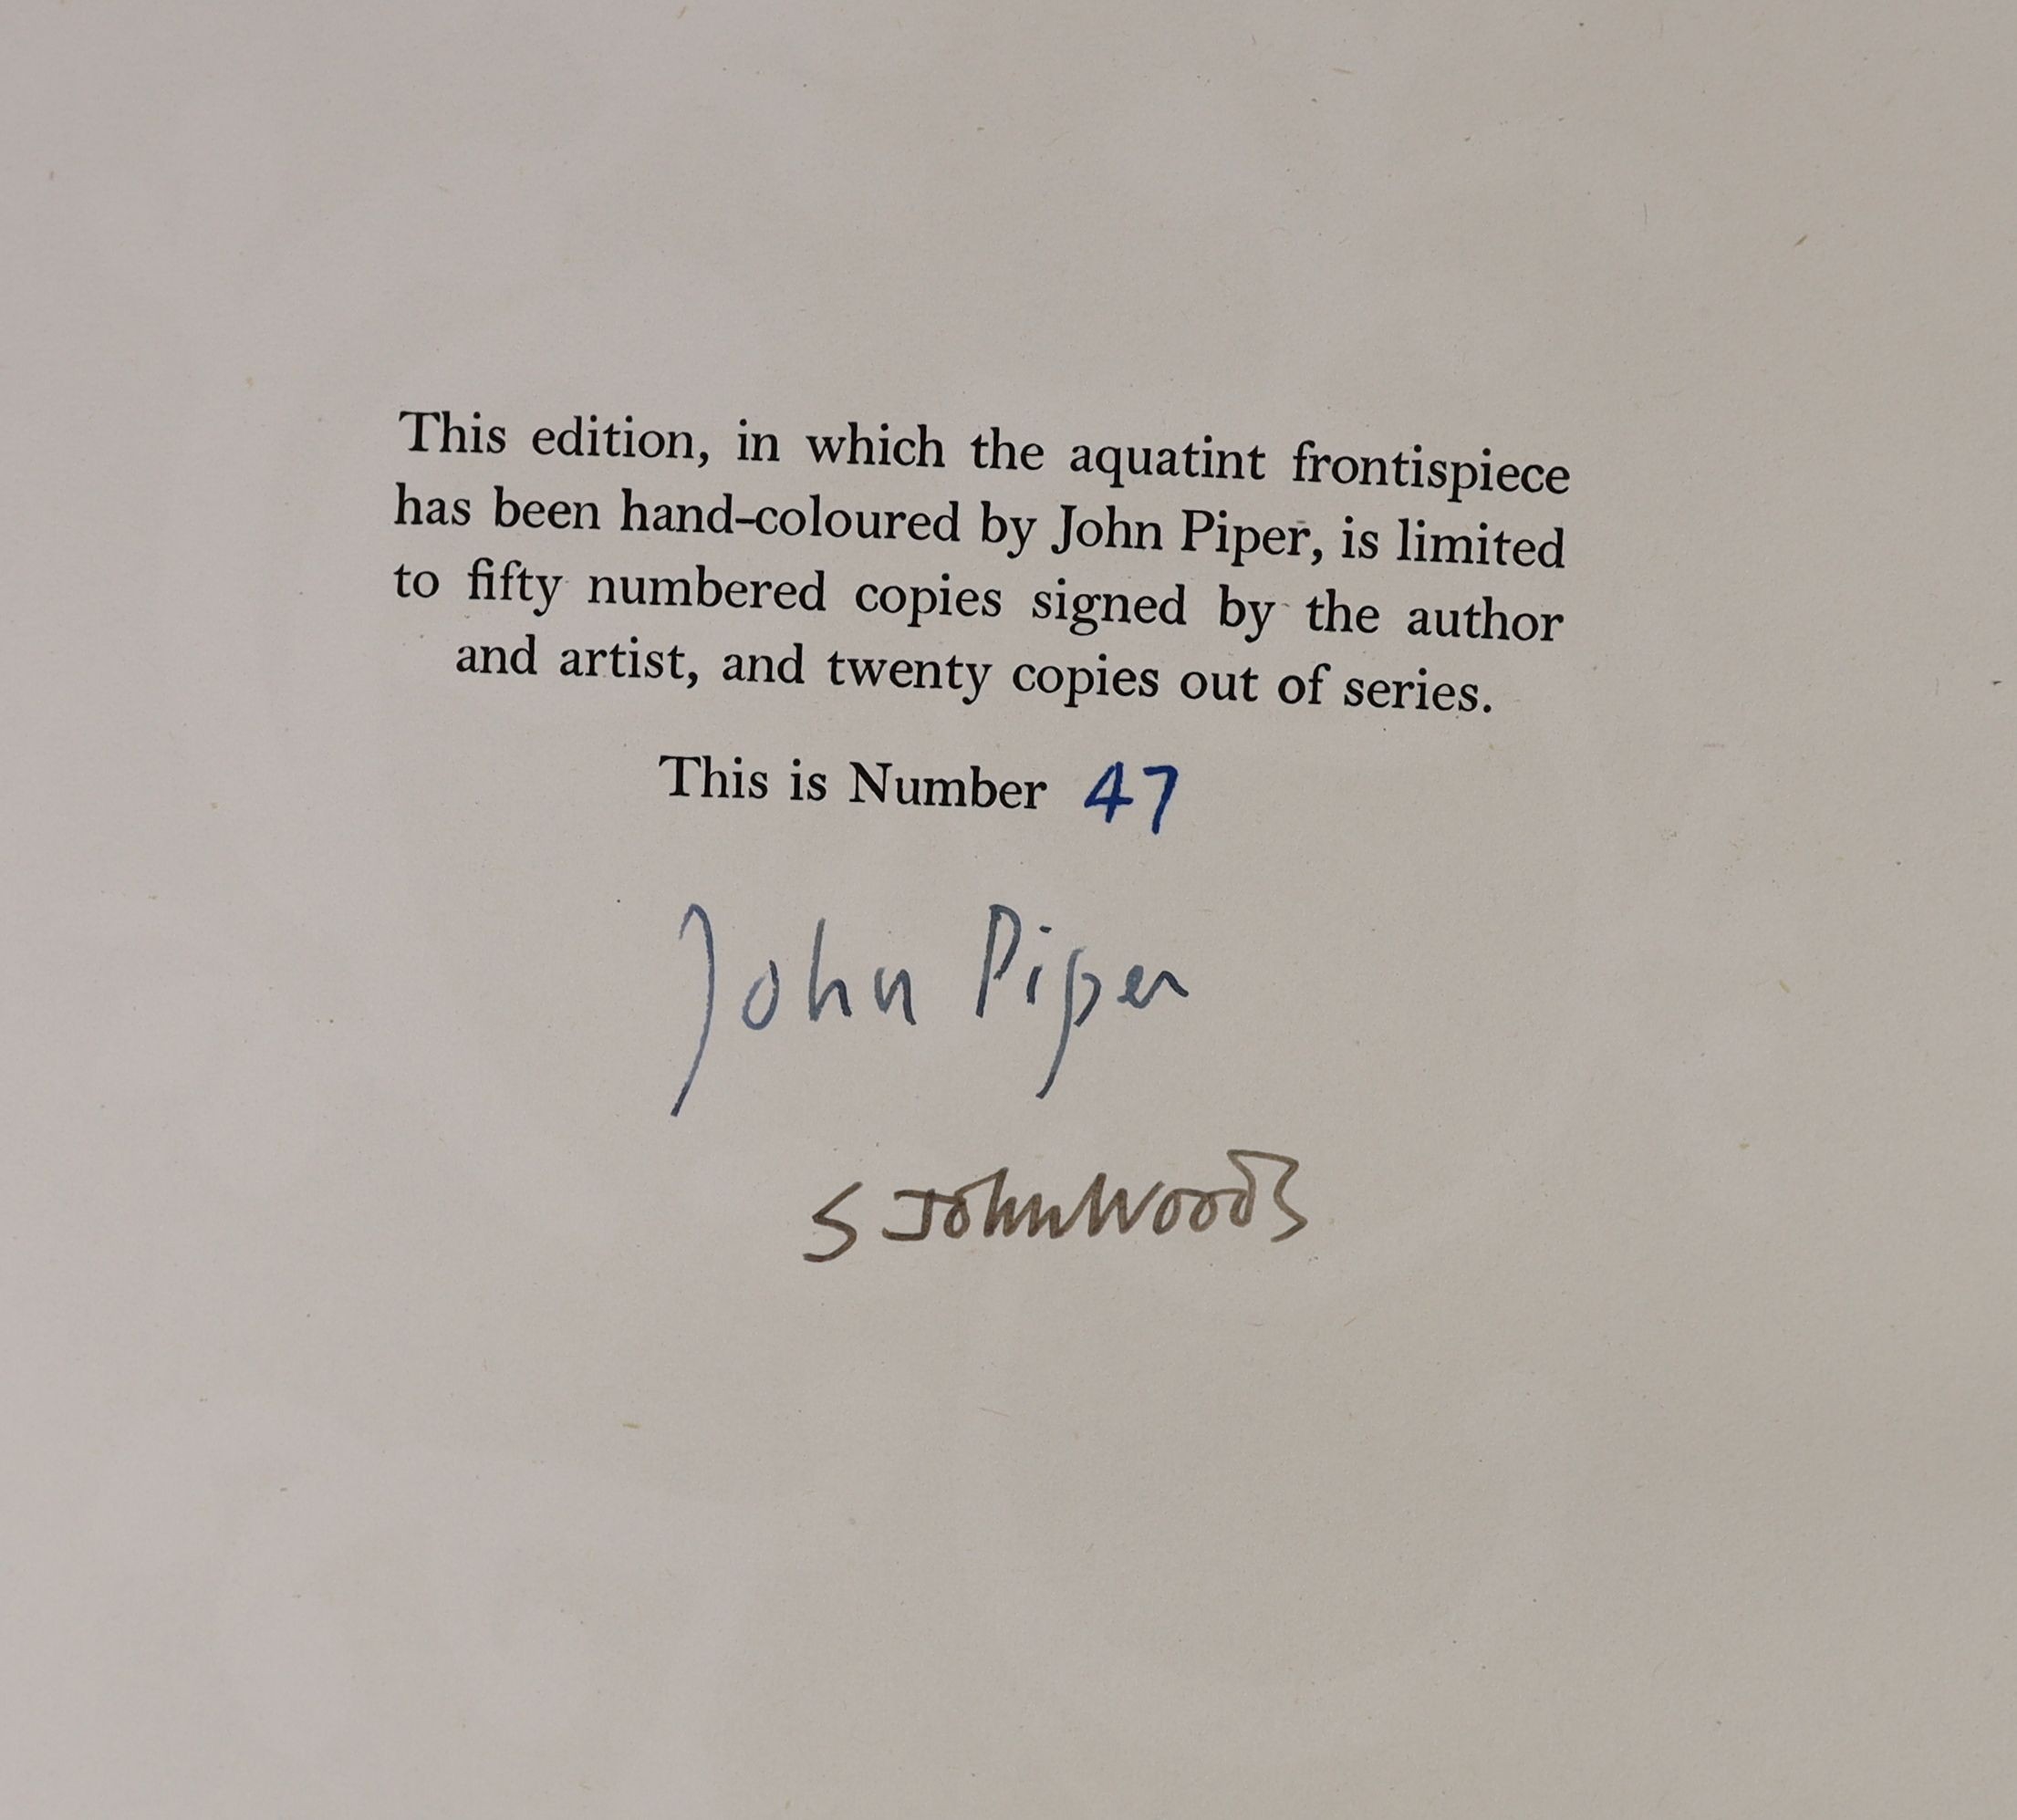 This edition, in which the aquatint frontispiece
has been hand-coloured by John Piper, is limited
to fifty numbered copies signed by the author
and artist, and twenty copies out of series.
This is Number 47
John Piper
S John Woods